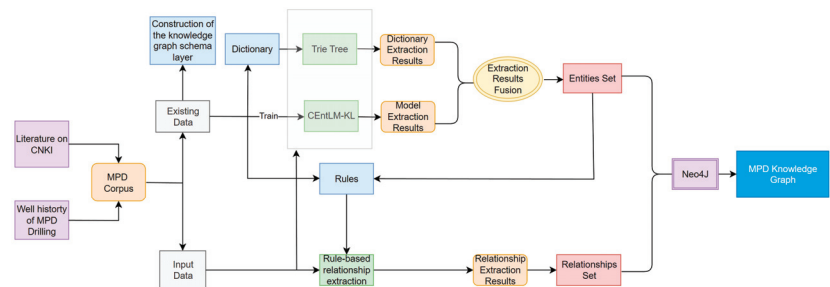 Construction of
the knowledge
graph schema
layer
Dictionary
Trie Tree
Dictionary
Extraction
Results
Extraction
Results
Fusion
Entities Set
Existing
Data
Train
CEntLM-KL
Model
Extraction
Results
Literature on
CNKI
MPD
Corpus
Well historty
of MPD
Drilling
Rules
Neo4J
MPD Knowledge
Graph
Input
Data
Rule-based
relationship
extraction
Relationship
Extraction
Results
Relationships
Set